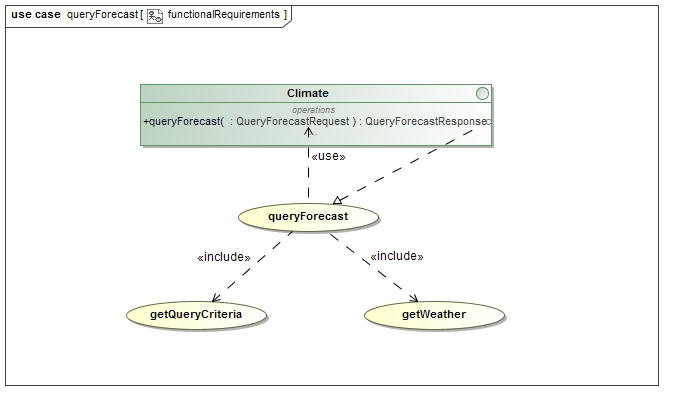 use case queryForecast [ functionalRequirements ]
Climate
operations
+queryForecast( : QueryForecastRequest ) : QueryForecastResponse
«use»
queryForecast
«include»
«include»
getQueryCriteria
getWeather